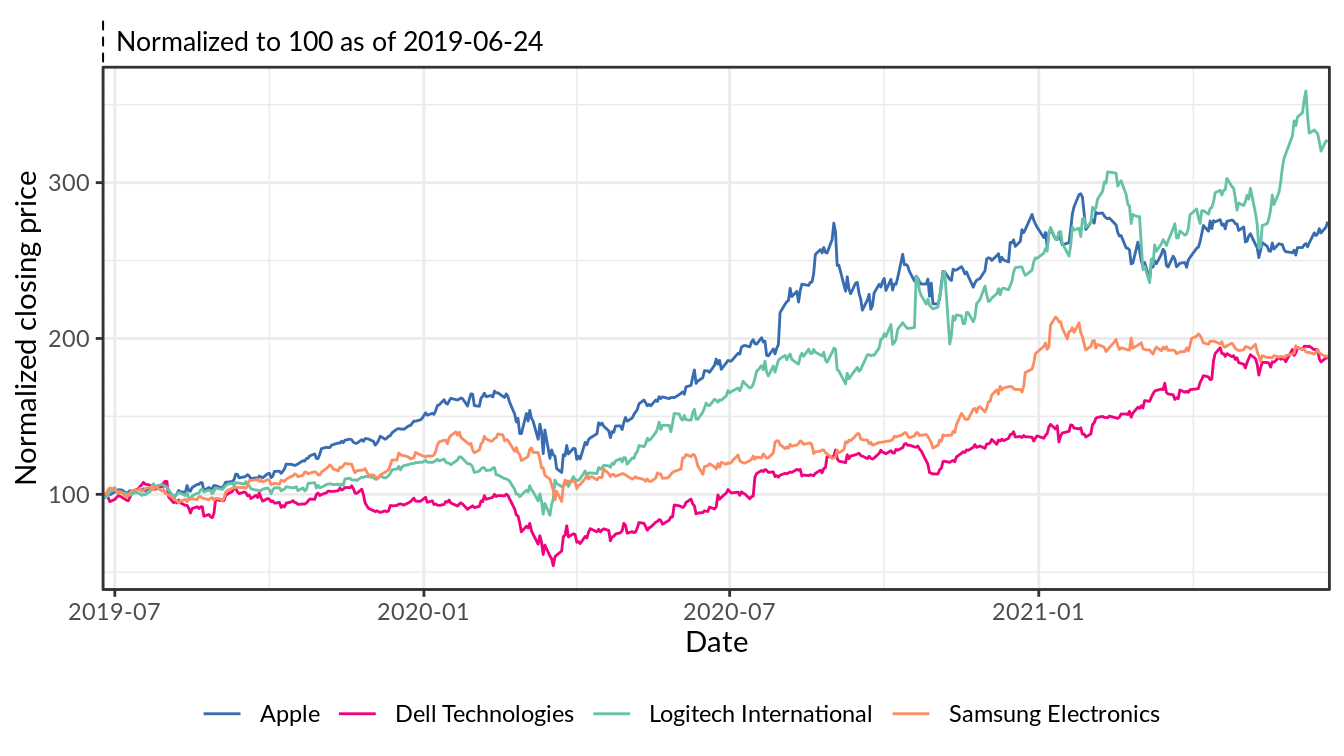 Normalized to 100 as of 2019-06-24
Normalized closing price
300
200
100
2019-07 2020-01 2020-07 2021-01
Date
Apple Dell Technologies Logitech International Samsung Electronics